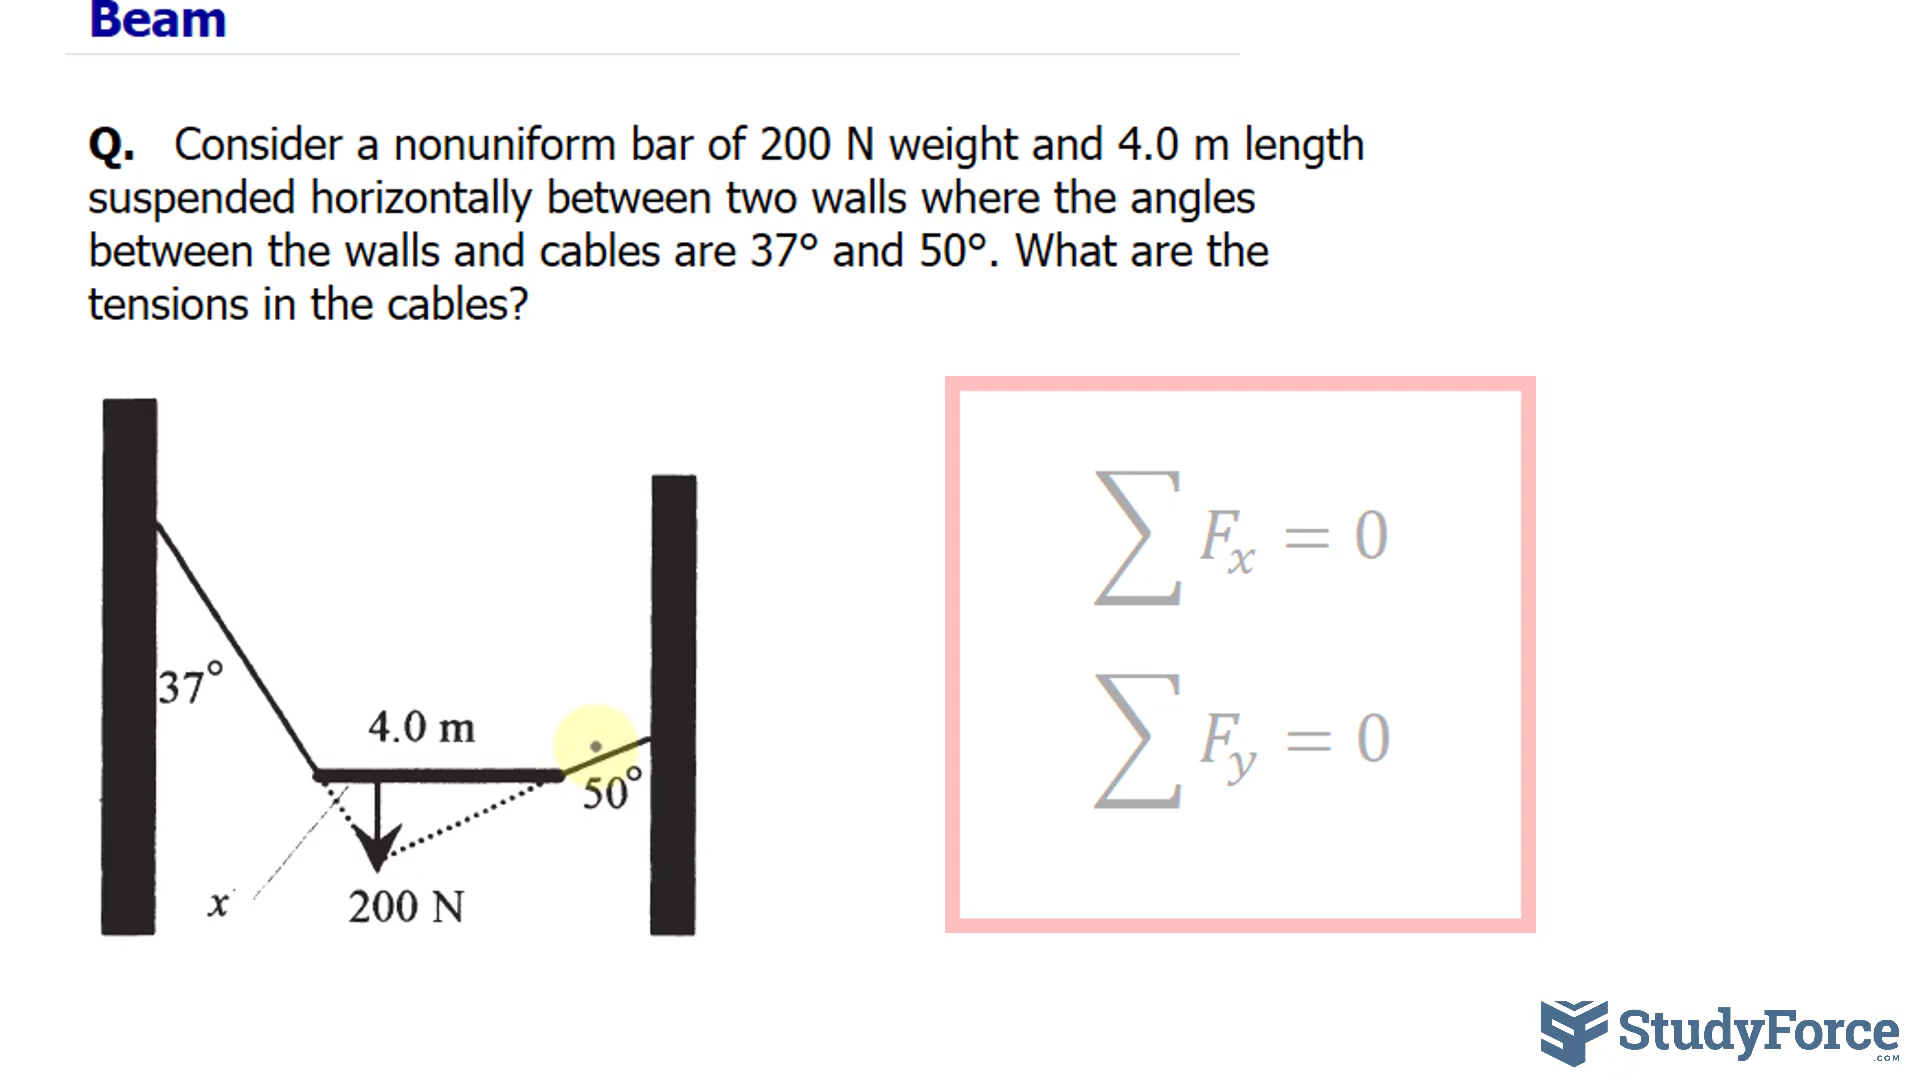 Beam
Q. Consider a nonuniform bar of 200 N weight and 4.0 m length
suspended horizontally between two walls where the angles
between the walls and cables are 37° and 50°. What are the
tensions in the cables?
37°
4.0 m
50°
x
200 N
∑ Fₓ = 0
∑ F_y = 0
StudyForce
.COM